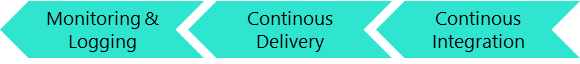 Monitoring &
Logging
Continous
Delivery
Continous
Integration